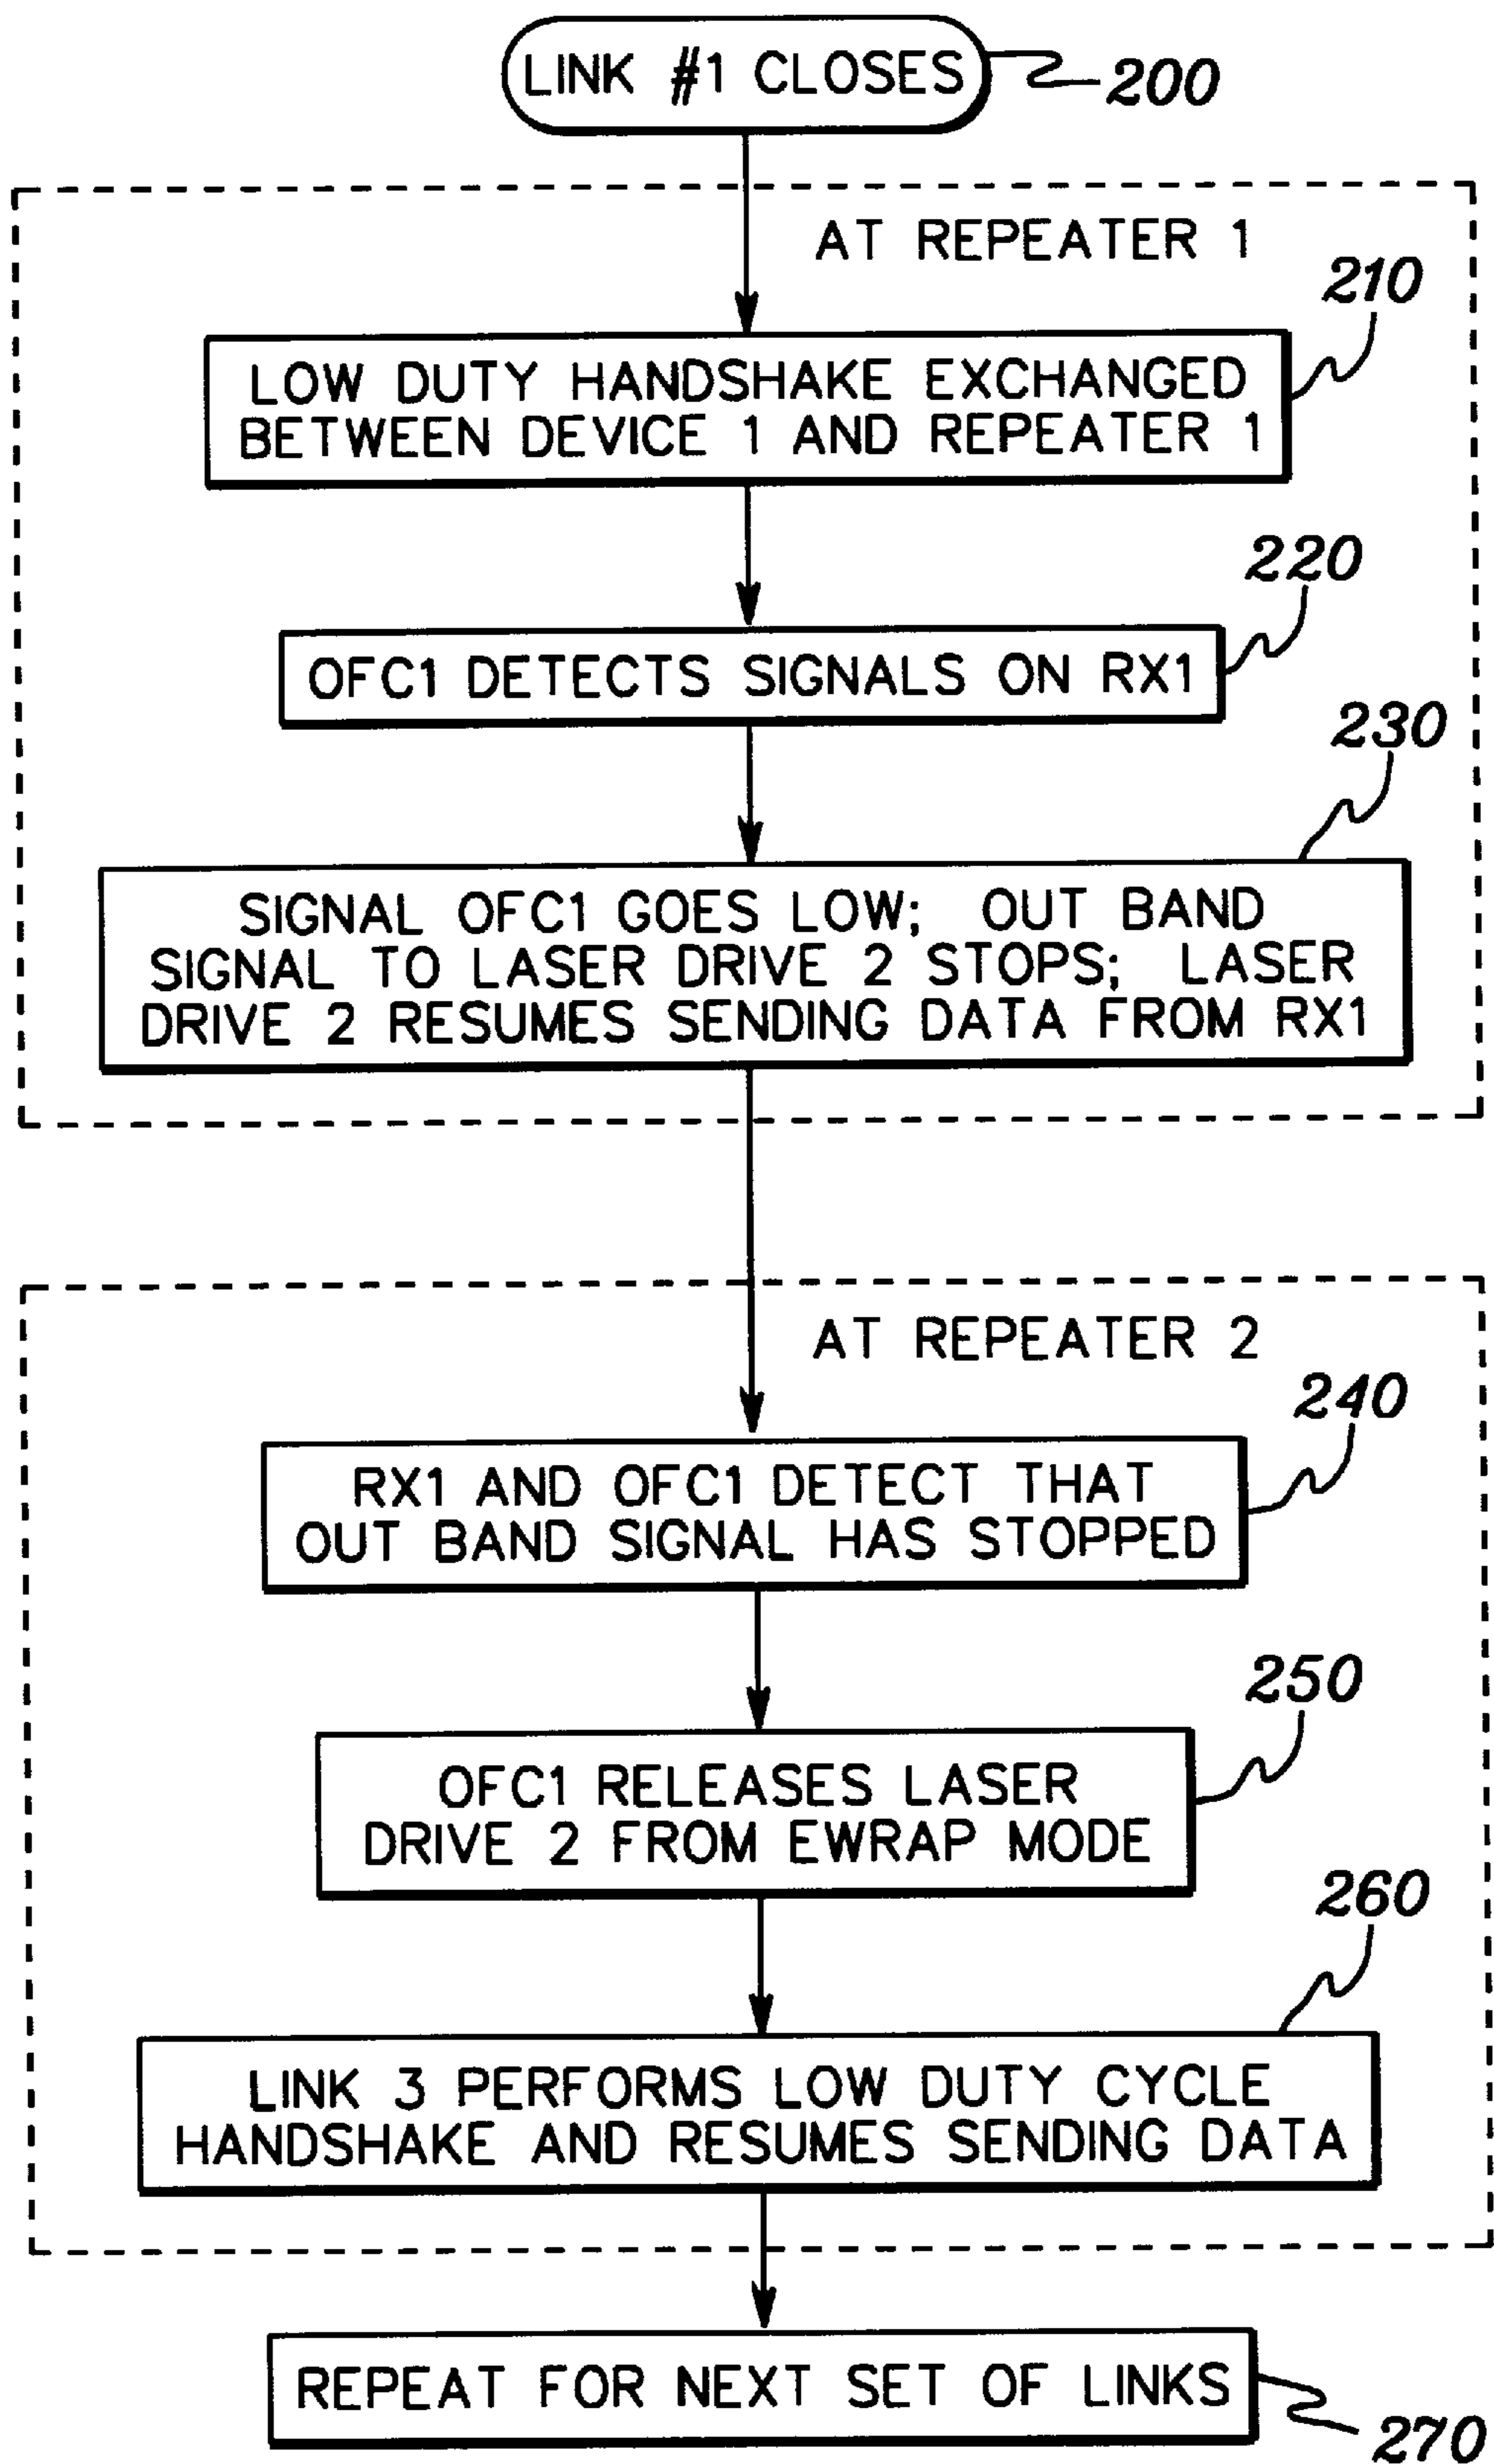 LINK #1 CLOSES
200
AT REPEATER 1
210
LOW DUTY HANDSHAKE EXCHANGED
BETWEEN DEVICE 1 AND REPEATER 1
220
OFC1 DETECTS SIGNALS ON RX1
230
SIGNAL OFC1 GOES LOW; OUT BAND
SIGNAL TO LASER DRIVE 2 STOPS; LASER
DRIVE 2 RESUMES SENDING DATA FROM RX1
AT REPEATER 2
240
RX1 AND OFC1 DETECT THAT
OUT BAND SIGNAL HAS STOPPED
250
OFC1 RELEASES LASER
DRIVE 2 FROM EWRAP MODE
260
LINK 3 PERFORMS LOW DUTY CYCLE
HANDSHAKE AND RESUMES SENDING DATA
REPEAT FOR NEXT SET OF LINKS
270